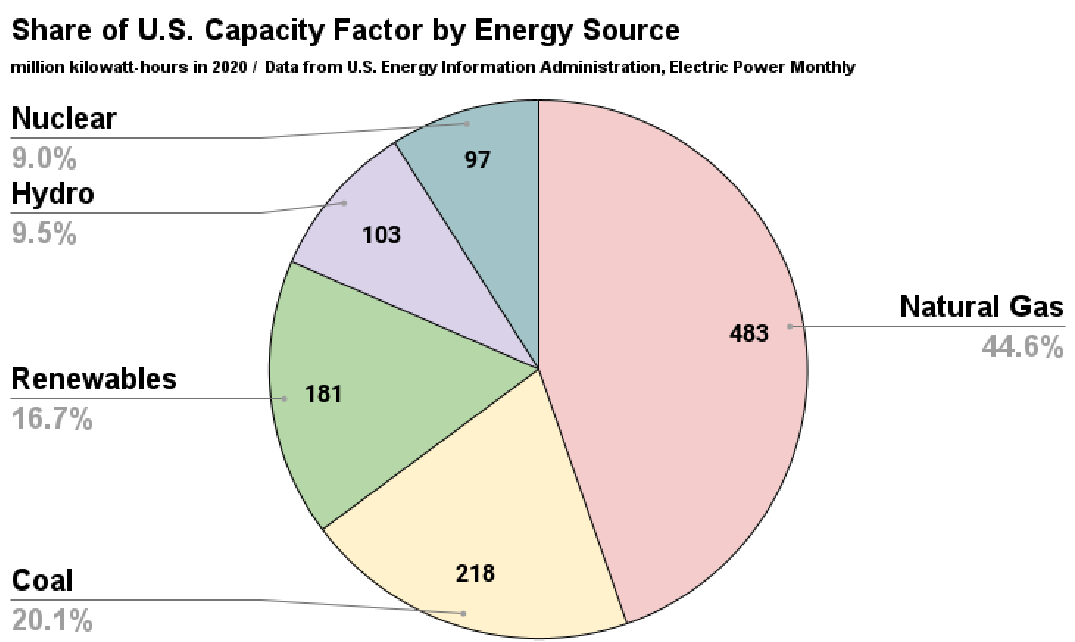 Share of U.S. Capacity Factor by Energy Source
million kilowatt-hours in 2020 / Data from U.S. Energy Information Administration, Electric Power Monthly
Nuclear
9.0%
97
Hydro
9.5%
103
Natural Gas
44.6%
483
Renewables
16.7%
181
Coal
20.1%
218